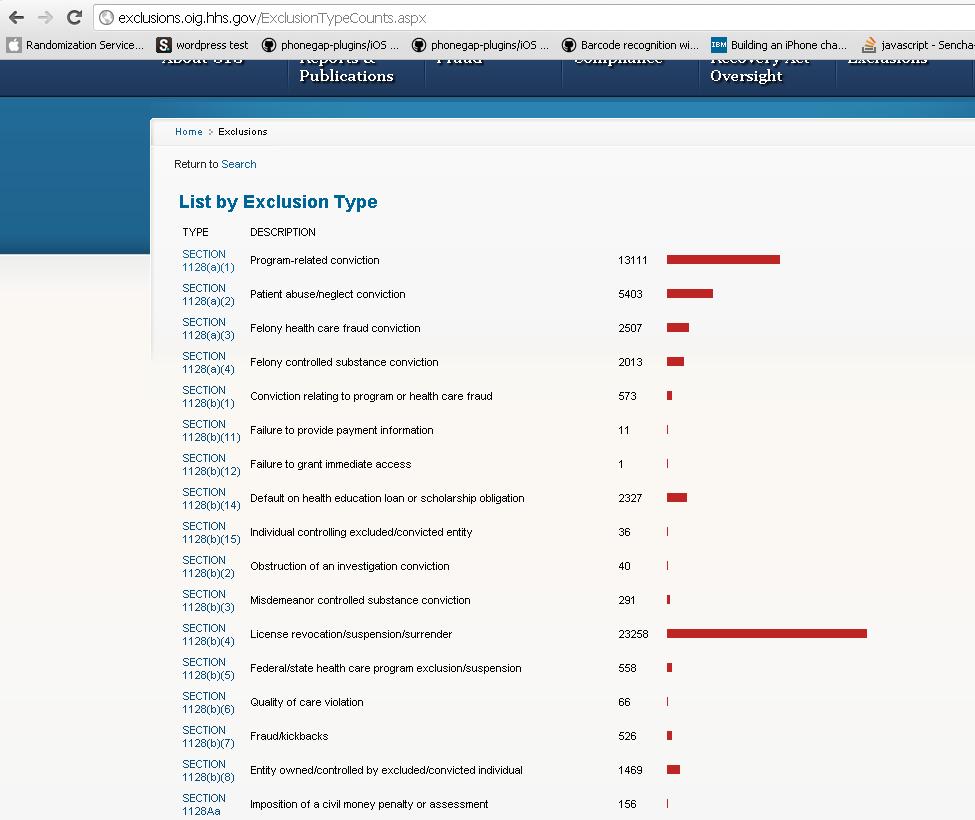 exclusions.oig.hhs.gov/ExclusionTypeCounts.aspx
Randomization Service... wordpress test phonegap-plugins/iOS ... phonegap-plugins/iOS ... Barcode recognition wi... IBM Building an iPhone cha... javascript - Sencha
About OIG Reports & Publications Fraud Compliance Recovery Act Oversight Exclusions
Home > Exclusions
Return to Search
List by Exclusion Type
TYPE DESCRIPTION
SECTION 1128(a)(1) Program-related conviction 13111
SECTION 1128(a)(2) Patient abuse/neglect conviction 5403
SECTION 1128(a)(3) Felony health care fraud conviction 2507
SECTION 1128(a)(4) Felony controlled substance conviction 2013
SECTION 1128(b)(1) Conviction relating to program or health care fraud 573
SECTION 1128(b)(11) Failure to provide payment information 11
SECTION 1128(b)(12) Failure to grant immediate access 1
SECTION 1128(b)(14) Default on health education loan or scholarship obligation 2327
SECTION 1128(b)(15) Individual controlling excluded/convicted entity 36
SECTION 1128(b)(2) Obstruction of an investigation conviction 40
SECTION 1128(b)(3) Misdemeanor controlled substance conviction 291
SECTION 1128(b)(4) License revocation/suspension/surrender 23258
SECTION 1128(b)(5) Federal/state health care program exclusion/suspension 558
SECTION 1128(b)(6) Quality of care violation 66
SECTION 1128(b)(7) Fraud/kickbacks 526
SECTION 1128(b)(8) Entity owned/controlled by excluded/convicted individual 1469
SECTION 1128Aa Imposition of a civil money penalty or assessment 156